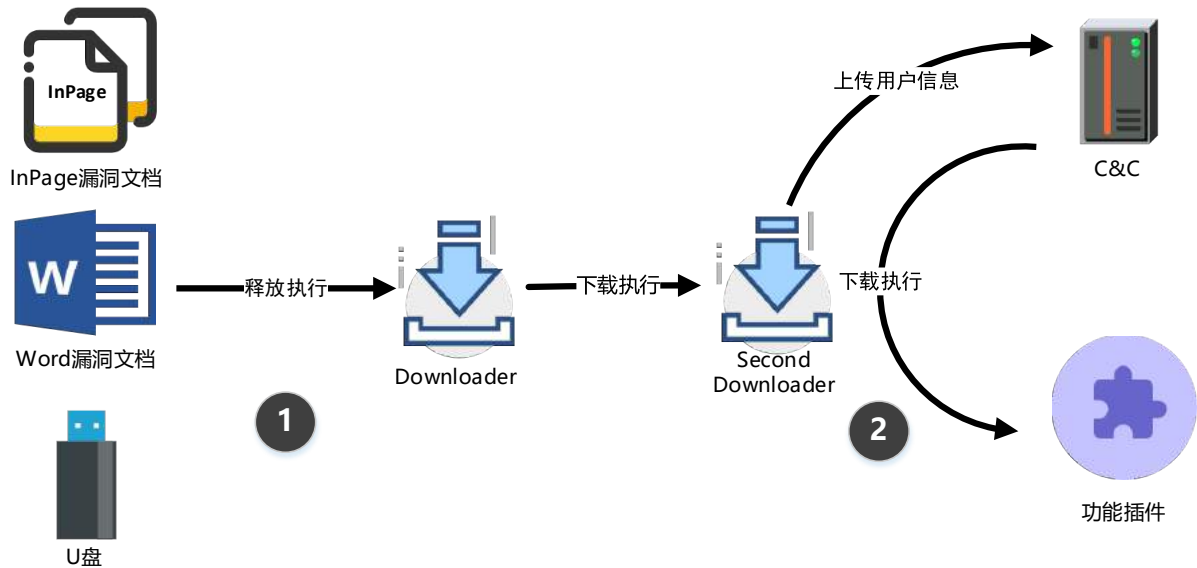 InPage
InPage漏洞文档
W
Word漏洞文档
U盘
释放执行
1
Downloader
下载执行
Second
Downloader
上传用户信息
C&C
下载执行
2
功能插件